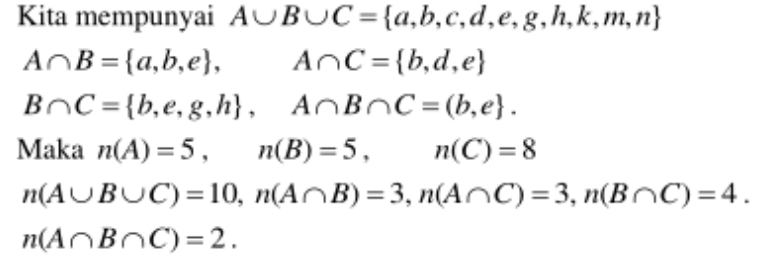 Kita mempunyai A∪B∪C={a,b,c,d,e,g,h,k,m,n}
A∩B={a,b,e}, A∩C={b,d,e}
B∩C={b,e,g,h}, A∩B∩C=(b,e}.
Maka n(A)=5, n(B)=5, n(C)=8
n(A∪B∪C)=10, n(A∩B)=3, n(A∩C)=3, n(B∩C)=4.
n(A∩B∩C)=2.